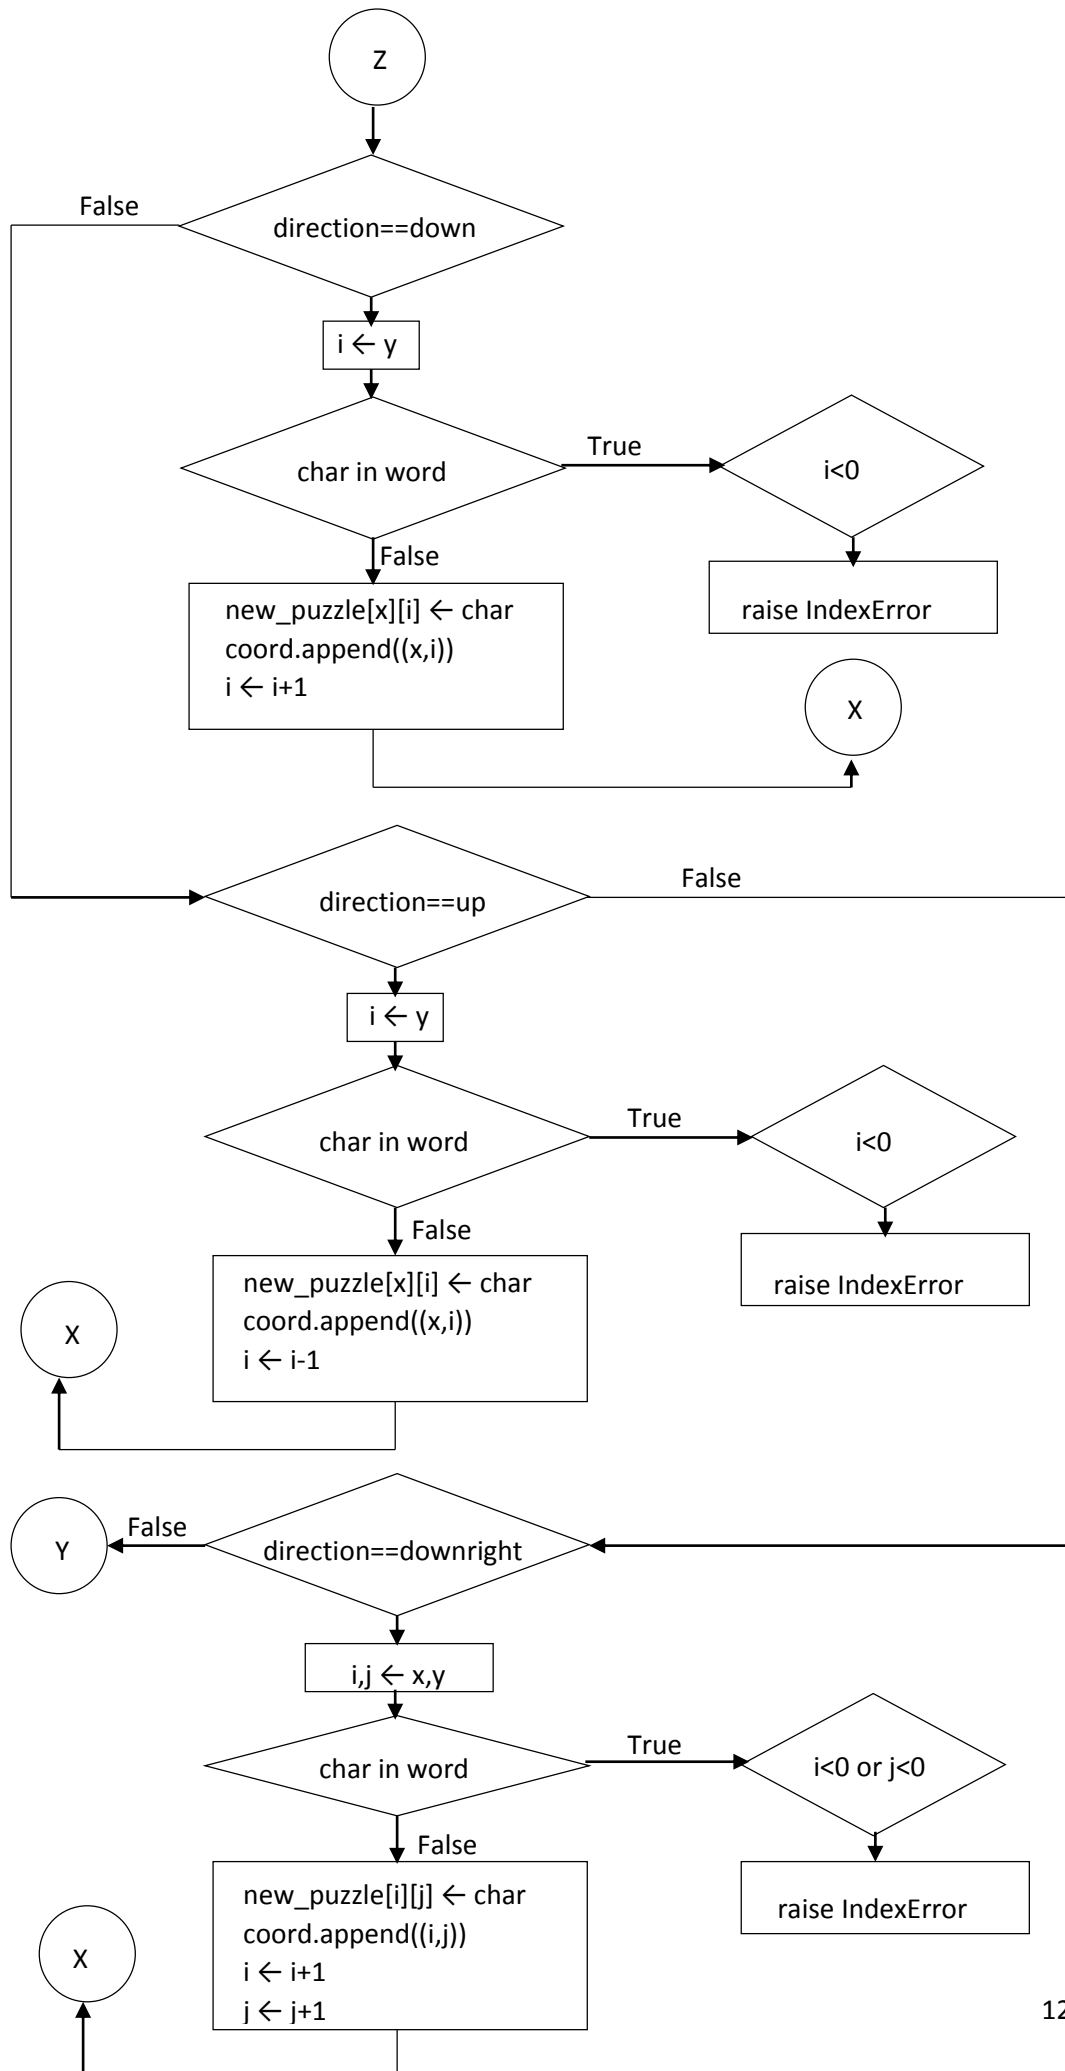 Z
False
direction==down
i ← y
True
char in word
i<0
False
new_puzzle[x][i] ← char
coord.append((x,i))
i ← i+1
raise IndexError
X
False
direction==up
i ← y
True
char in word
i<0
False
new_puzzle[x][i] ← char
coord.append((x,i))
i ← i-1
raise IndexError
X
False
Y
direction==downright
i,j ← x,y
True
char in word
i<0 or j<0
False
new_puzzle[i][j] ← char
coord.append((i,j))
i ← i+1
j ← j+1
raise IndexError
X
12